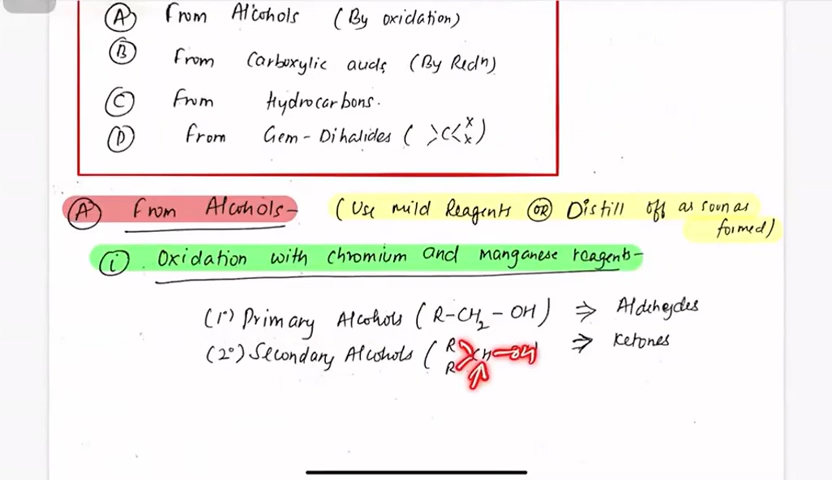 Ⓐ From Alcohols (By oxidation)
Ⓑ From Carboxylic acids (By Redⁿ)
Ⓒ From Hydrocarbons.
Ⓓ From Gem-Dihalides ( >C<ˣₓ )
Ⓐ From Alcohols- (Use mild Reagents OR Distill off as soon as
formed)
ⓘ Oxidation with chromium and manganese reagents-
(1°) Primary Alcohols (R-CH₂-OH) ⇒ Aldehydes
(2°) Secondary Alcohols ( R R >CH-OH) ⇒ Ketones